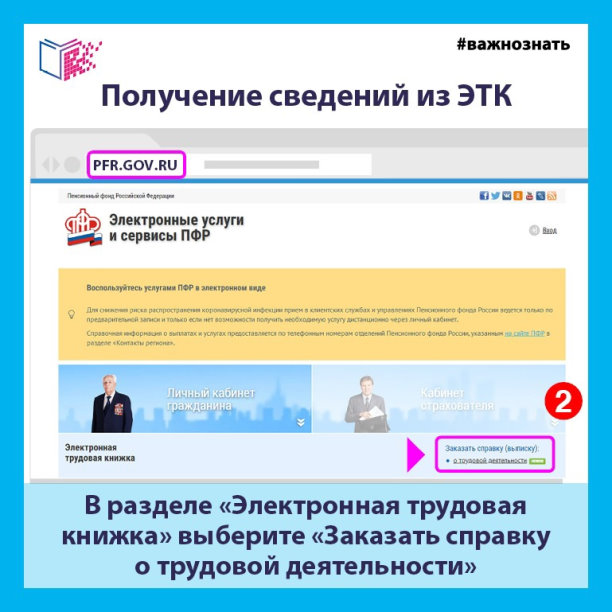 #важнознать
Получение сведений из ЭТК
PFR.GOV.RU
Пенсионный фонд Российской Федерации
Электронные услуги
и сервисы ПФР
Вход
Воспользуйтесь услугами ПФР в электронном виде
Для снижения риска распространения коронавирусной инфекции прием в клиентских службах и управлениях Пенсионного фонда России ведется только по
предварительной записи и только если нет возможности получить необходимую услугу дистанционно через личный кабинет.
Справочная информация о выплатах и услугах предоставляется по телефонным номерам отделений Пенсионного фонда России, указанным на сайте ПФР в
разделе «Контакты региона».
Личный кабинет
гражданина
Кабинет
страхователя
2
Электронная
трудовая книжка
Заказать справку (выписку):
• о трудовой деятельности
В разделе «Электронная трудовая
книжка» выберите «Заказать справку
о трудовой деятельности»